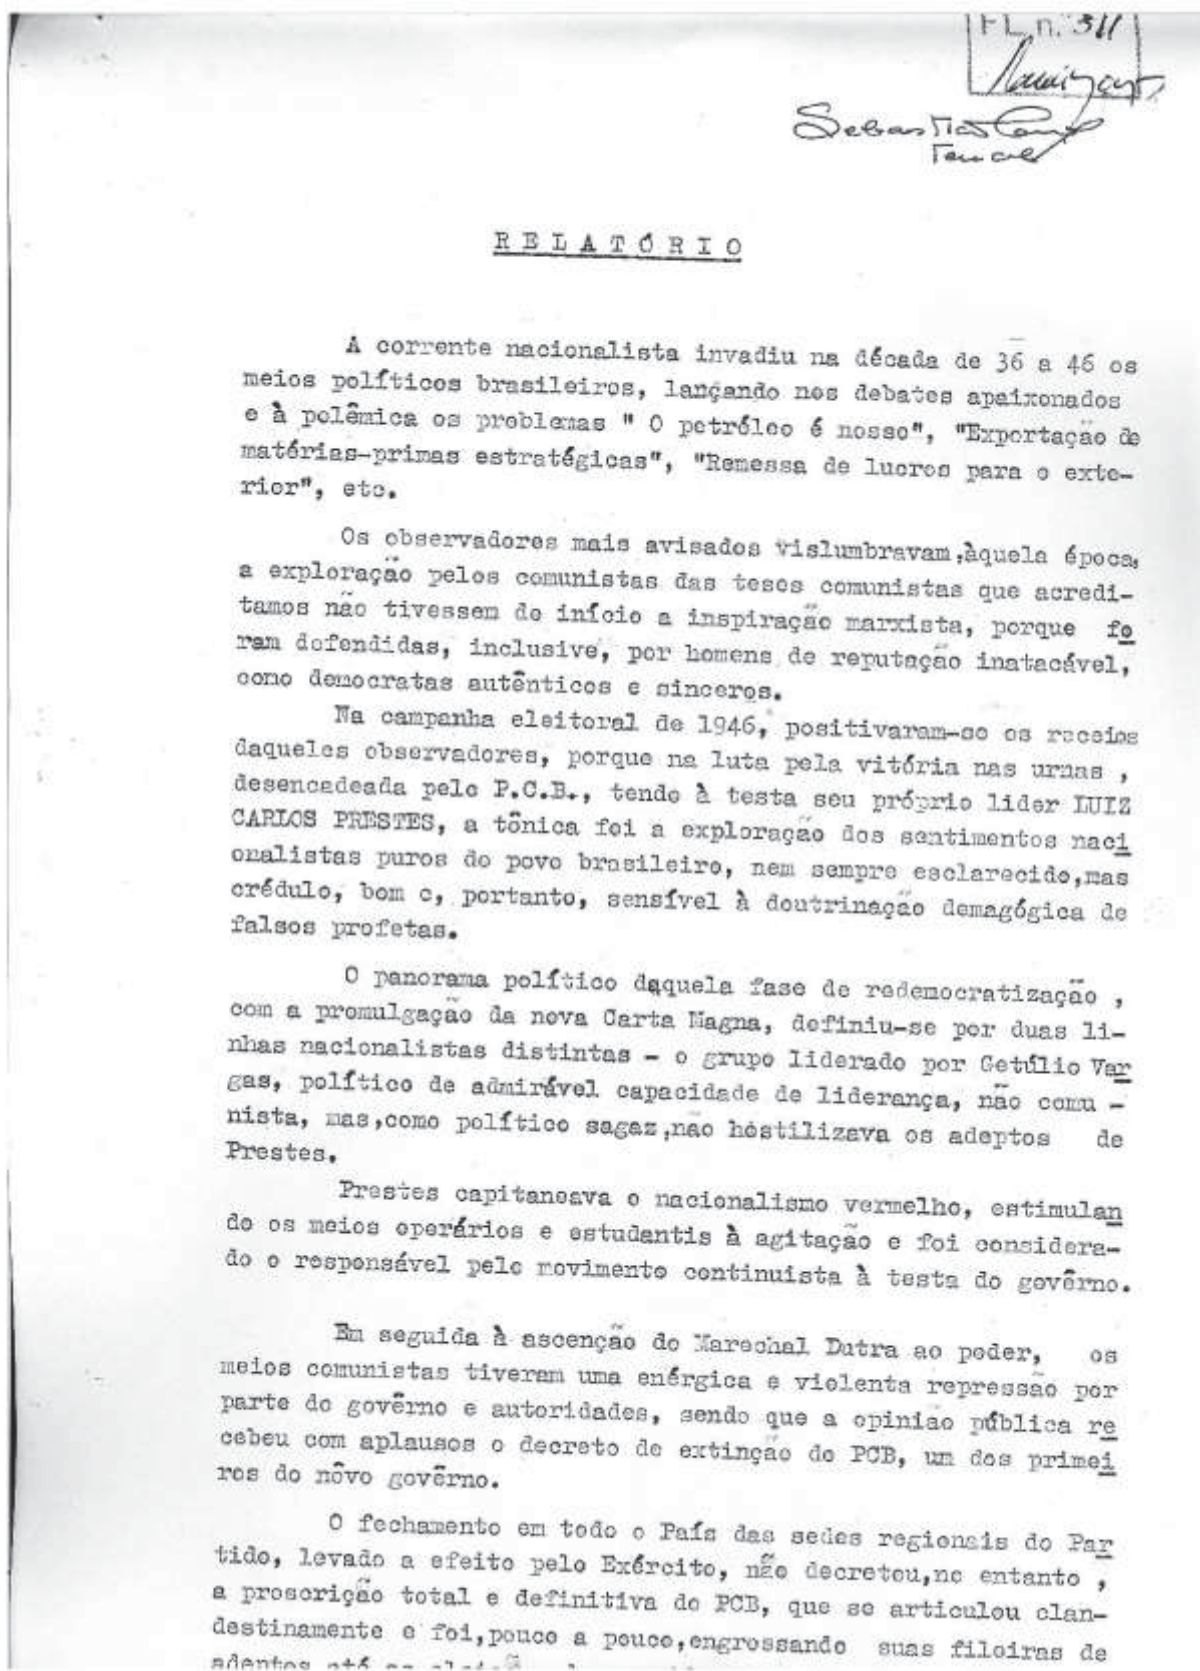 FL n. 311
Sebastião
R E L A T Ó R I O
A corrente nacionalista invadiu na década de 36 a 46 os
meios políticos brasileiros, lançando nos debates apaixonados
e à polêmica os problemas " O petróleo é nosso", "Exportação de
matérias-primas estratégicas", "Remessa de lucros para o exte-
rior", etc.
Os observadores mais avisados vislumbravam,àquela época,
a exploração pelos comunistas das teses comunistas que acredi-
tamos não tivessem de início a inspiração marxista, porque fo
ram defendidas, inclusive, por homens de reputação inatacável,
como democratas autênticos e sinceros.
Na campanha eleitoral de 1946, positivaram-se os receios
daqueles observadores, porque na luta pela vitória nas urnas ,
desencadeada pelo P.C.B., tendo à testa seu próprio lider LUIZ
CARLOS PRESTES, a tônica foi a exploração dos sentimentos naci
onalistas puros do povo brasileiro, nem sempre esclarecido,mas
crédulo, bom e, portanto, sensível à doutrinação demagógica de
falsos profetas.
O panorama político daquela fase de redemocratização ,
com a promulgação da nova Carta Magna, definiu-se por duas li-
nhas nacionalistas distintas - o grupo liderado por Getúlio Var
gas, político de admirável capacidade de liderança, não comu -
nista, mas,como político sagaz,não hostilizava os adeptos de
Prestes.
Prestes capitaneava o nacionalismo vermelho, estimulan
do os meios operários e estudantis à agitação e foi considera-
do o responsável pelo movimento continuista à testa do govêrno.
Em seguida à ascenção do Marechal Dutra ao poder, os
meios comunistas tiveram uma enérgica e violenta repressão por
parte do govêrno e autoridades, sendo que a opinião pública re
cebeu com aplausos o decreto de extinção do PCB, um dos primei
ros do nôvo govêrno.
O fechamento em todo o País das sedes regionais do Par
tido, levado a efeito pelo Exército, não decretou,no entanto ,
a proscrição total e definitiva do PCB, que se articulou clan-
destinamente e foi,pouco a pouco,engrossando suas fileiras de
adeptos até